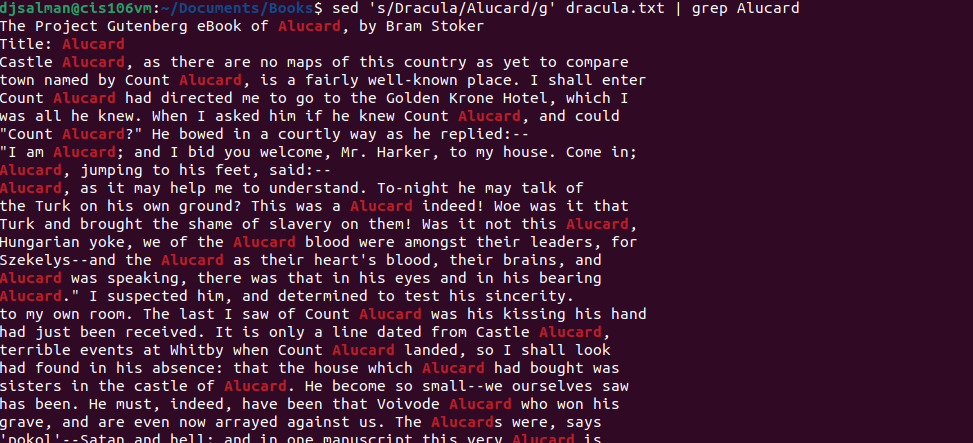 djsalman@cis106vm:~/Documents/Books$ sed 's/Dracula/Alucard/g' dracula.txt | grep Alucard
The Project Gutenberg eBook of Alucard, by Bram Stoker
Title: Alucard
Castle Alucard, as there are no maps of this country as yet to compare
town named by Count Alucard, is a fairly well-known place. I shall enter
Count Alucard had directed me to go to the Golden Krone Hotel, which I
was all he knew. When I asked him if he knew Count Alucard, and could
"Count Alucard?" He bowed in a courtly way as he replied:--
"I am Alucard; and I bid you welcome, Mr. Harker, to my house. Come in;
Alucard, jumping to his feet, said:--
Alucard, as it may help me to understand. To-night he may talk of
the Turk on his own ground? This was a Alucard indeed! Woe was it that
Turk and brought the shame of slavery on them! Was it not this Alucard,
Hungarian yoke, we of the Alucard blood were amongst their leaders, for
Szekelys--and the Alucard as their heart's blood, their brains, and
Alucard was speaking, there was that in his eyes and in his bearing
Alucard." I suspected him, and determined to test his sincerity.
to my own room. The last I saw of Count Alucard was his kissing his hand
had just been received. It is only a line dated from Castle Alucard,
terrible events at Whitby when Count Alucard landed, so I shall look
had found in his absence: that the house which Alucard had bought was
sisters in the castle of Alucard. He become so small--we ourselves saw
has been. He must, indeed, have been that Voivode Alucard who won his
grave, and are even now arrayed against us. The Alucards were, says
'pokol'--Satan and hell; and in one manuscript this very Alucard is